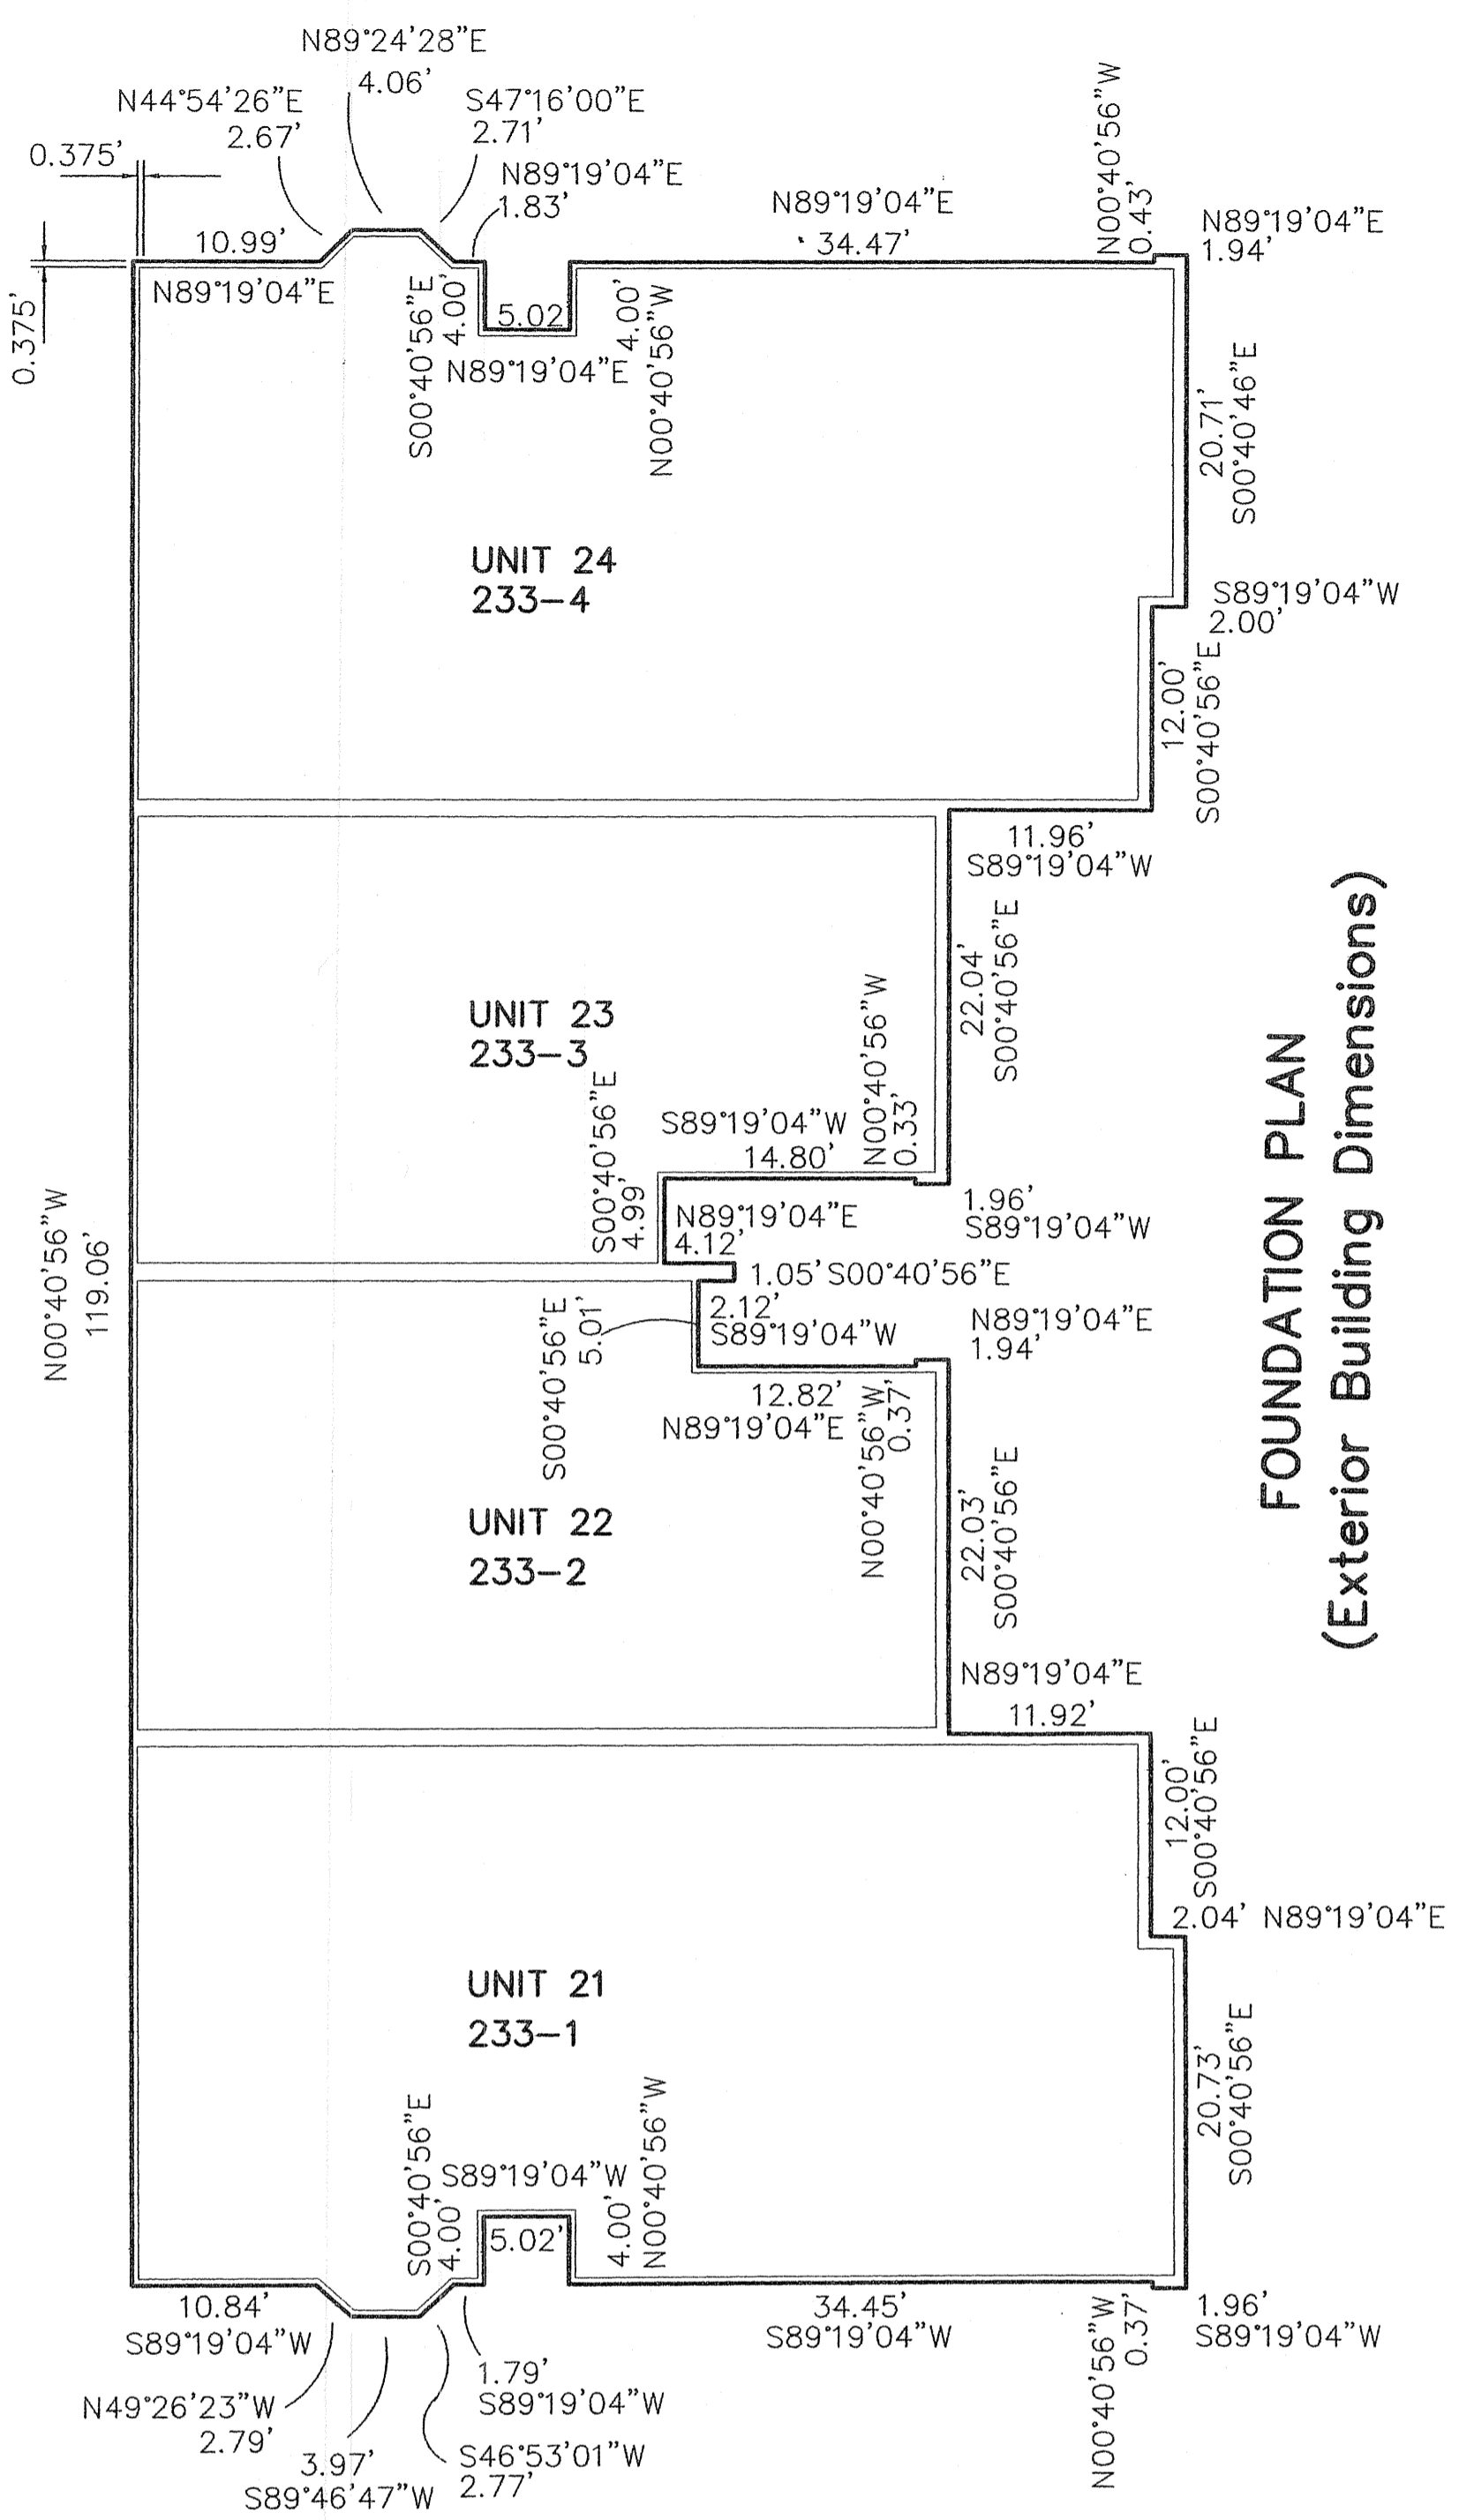 N89°24'28"E
4.06'
N44°54'26"E
2.67'
S47°16'00"E
2.71'
0.375'
N89°19'04"E
1.83'
N00°40'56"W
0.43'
N89°19'04"E
34.47'
N89°19'04"E
1.94'
10.99'
N89°19'04"E
0.375'
S00°40'56"E
4.00'
5.02
N89°19'04"E
4.00'
N00°40'56"W
20.71'
S00°40'46"E
UNIT 24
233-4
S89°19'04"W
2.00'
12.00'
S00°40'56"E
11.96'
S89°19'04"W
22.04'
S00°40'56"E
UNIT 23
233-3
N00°40'56"W
0.33'
S89°19'04"W
14.80'
S00°40'56"E
4.99'
1.96'
S89°19'04"W
N89°19'04"E
4.12'
1.05' S00°40'56"E
N00°40'56"W
119.06'
2.12'
S89°19'04"W
S00°40'56"E
5.01'
N89°19'04"E
1.94'
12.82'
N89°19'04"E
N00°40'56"W
0.37'
22.03'
S00°40'56"E
UNIT 22
233-2
FOUNDATION PLAN
(Exterior Building Dimensions)
N89°19'04"E
11.92'
12.00'
S00°40'56"E
2.04' N89°19'04"E
UNIT 21
233-1
20.73'
S00°40'56"E
S00°40'56"E
4.00'
S89°19'04"W
5.02'
4.00'
N00°40'56"W
10.84'
S89°19'04"W
34.45'
S89°19'04"W
N00°40'56"W
0.37'
1.96'
S89°19'04"W
1.79'
S89°19'04"W
N49°26'23"W
2.79'
3.97'
S89°46'47"W
S46°53'01"W
2.77'